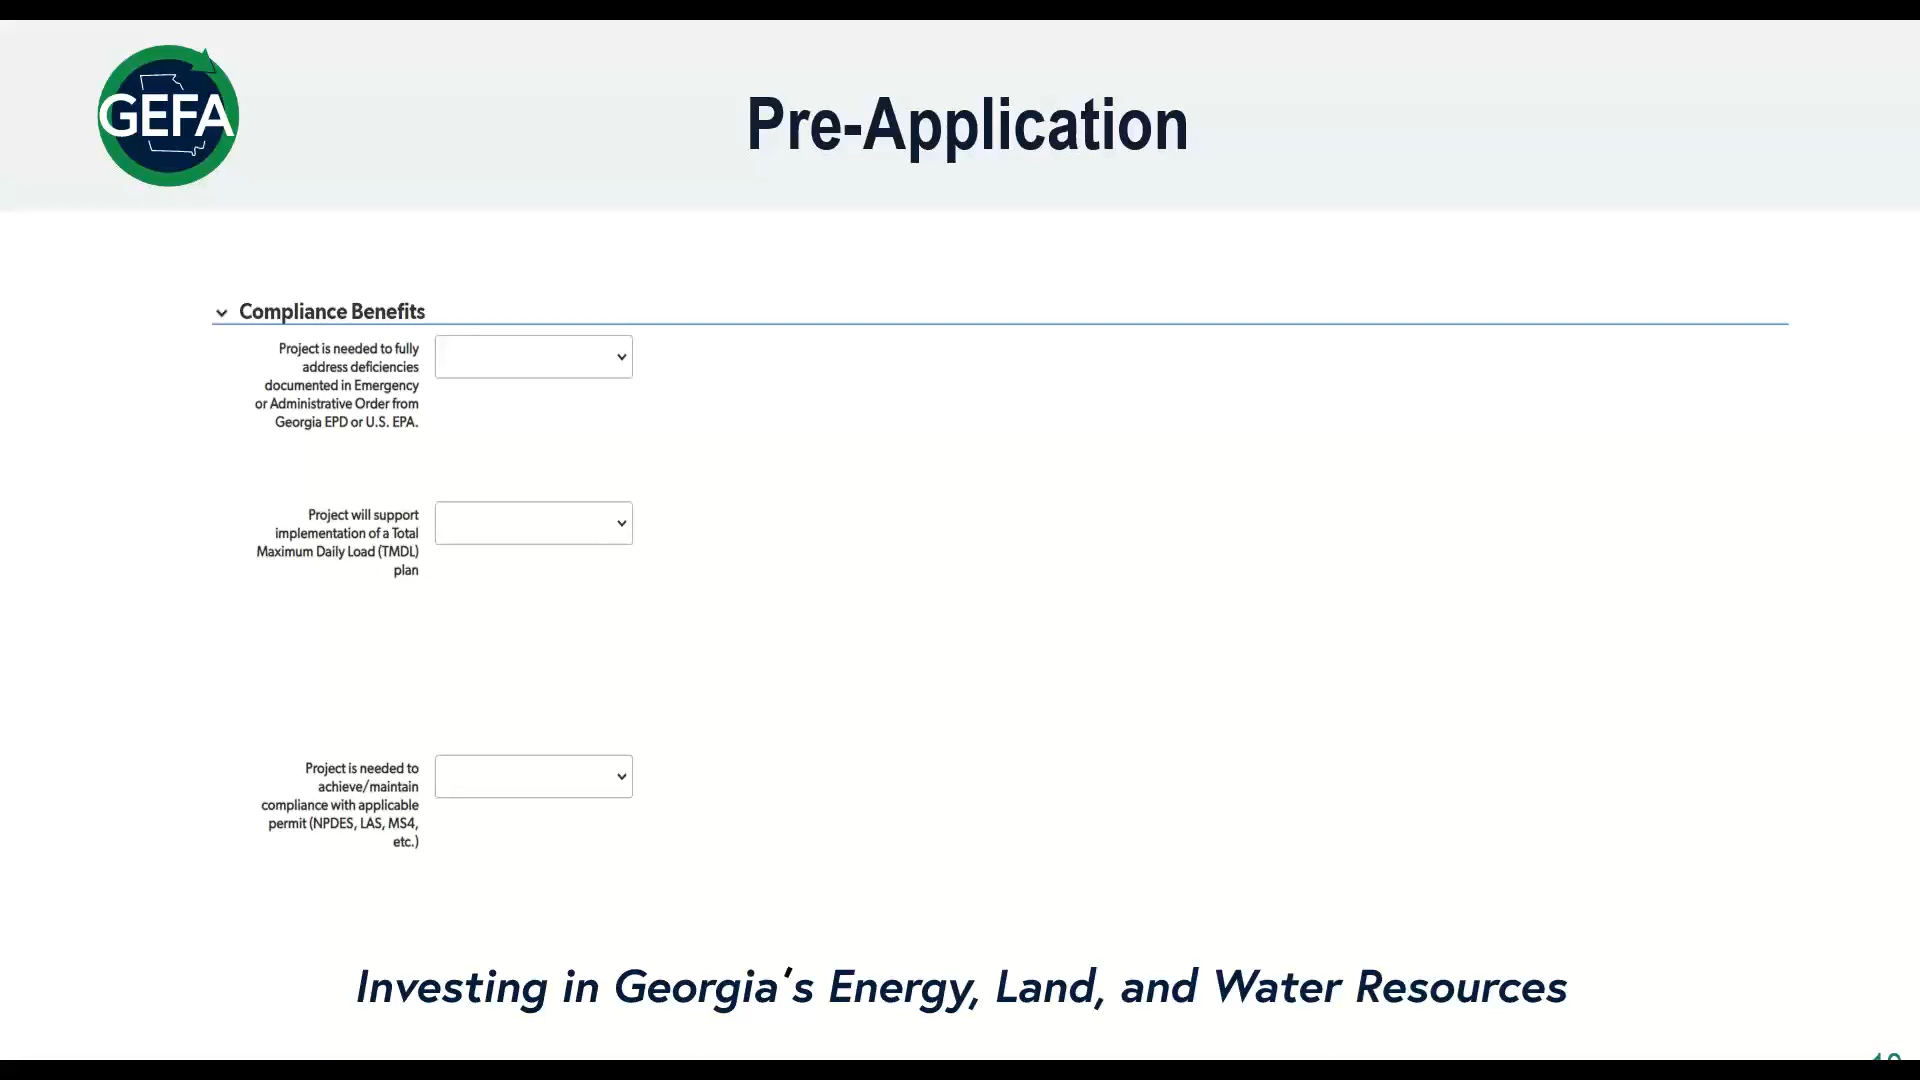 GEFA
Pre-Application
Compliance Benefits
Project is needed to fully
address deficiencies
documented in Emergency
or Administrative Order from
Georgia EPD or U.S. EPA.
Project will support
implementation of a Total
Maximum Daily Load (TMDL)
plan
Project is needed to
achieve/maintain
compliance with applicable
permit (NPDES, LAS, MS4,
etc.)
Investing in Georgia's Energy, Land, and Water Resources